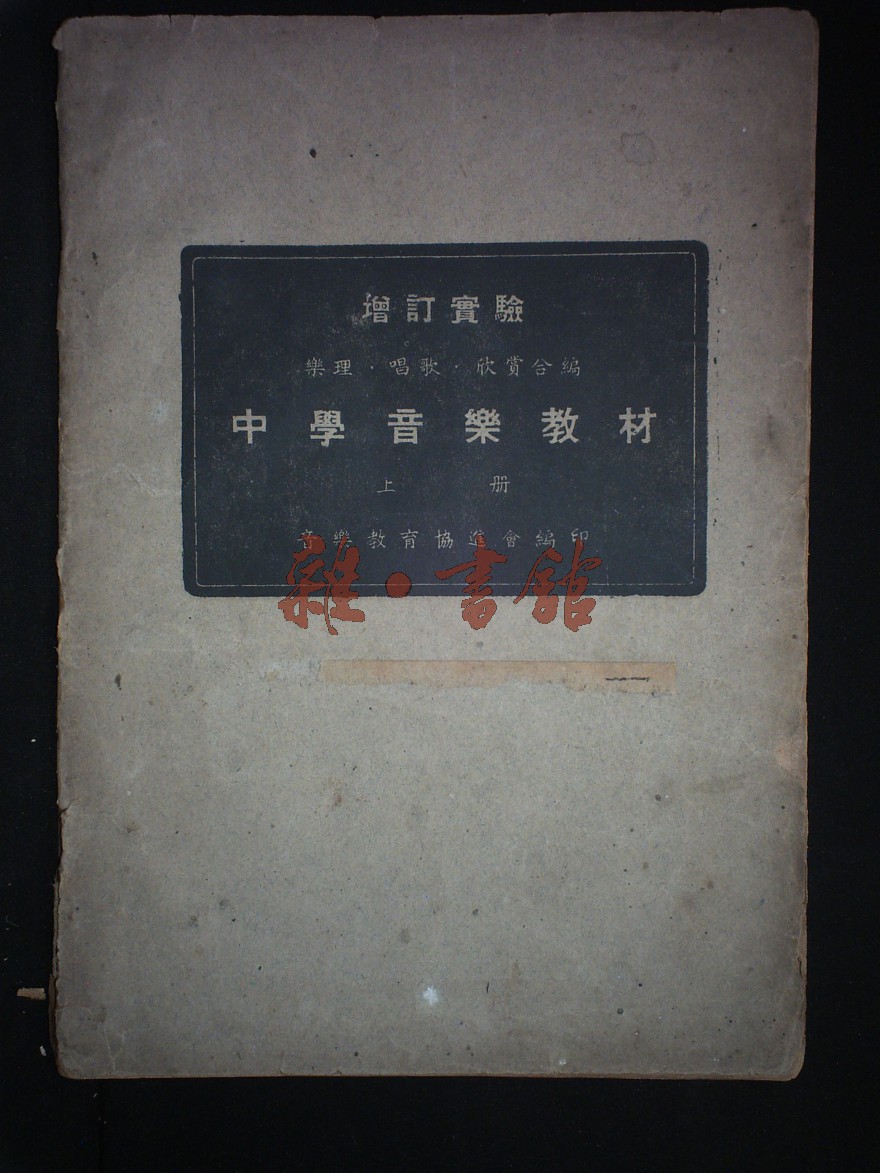 增訂實驗
樂理·唱歌·欣賞合編
中學音樂教材
上 册
音樂教育協進會編印
雜·書館